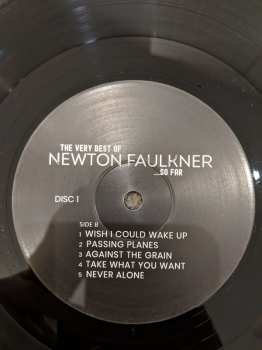 THE VERY BEST OF
NEWTON FAULKNER
...SO FAR
DISC 1
SIDE B
1 WISH I COULD WAKE UP
2 PASSING PLANES
3 AGAINST THE GRAIN
4 TAKE WHAT YOU WANT
5 NEVER ALONE